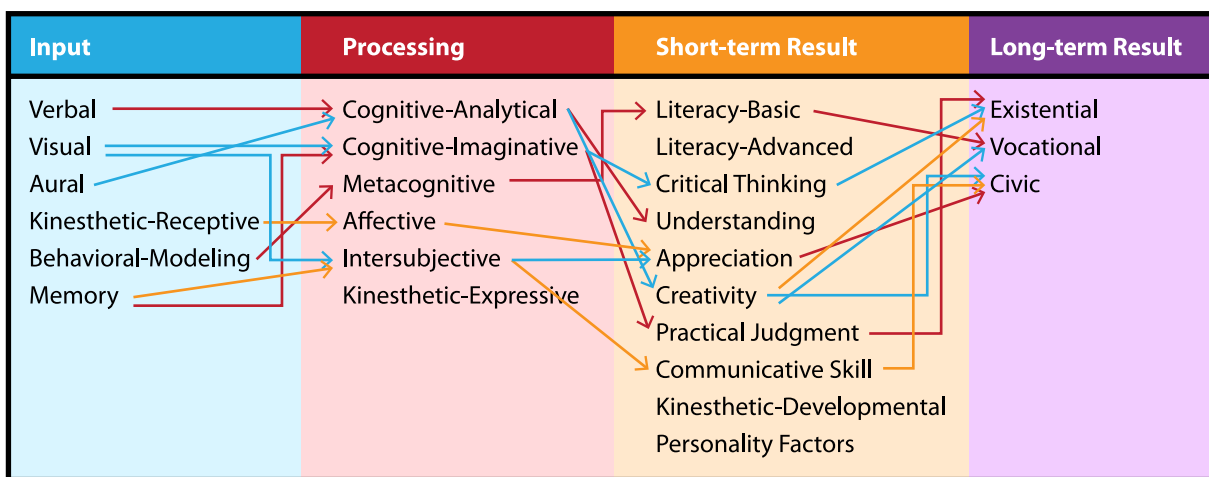 Input
Processing
Short-term Result
Long-term Result
Verbal
Visual
Aural
Kinesthetic-Receptive
Behavioral-Modeling
Memory
Cognitive-Analytical
Cognitive-Imaginative
Metacognitive
Affective
Intersubjective
Kinesthetic-Expressive
Literacy-Basic
Literacy-Advanced
Critical Thinking
Understanding
Appreciation
Creativity
Practical Judgment
Communicative Skill
Kinesthetic-Developmental
Personality Factors
Existential
Vocational
Civic